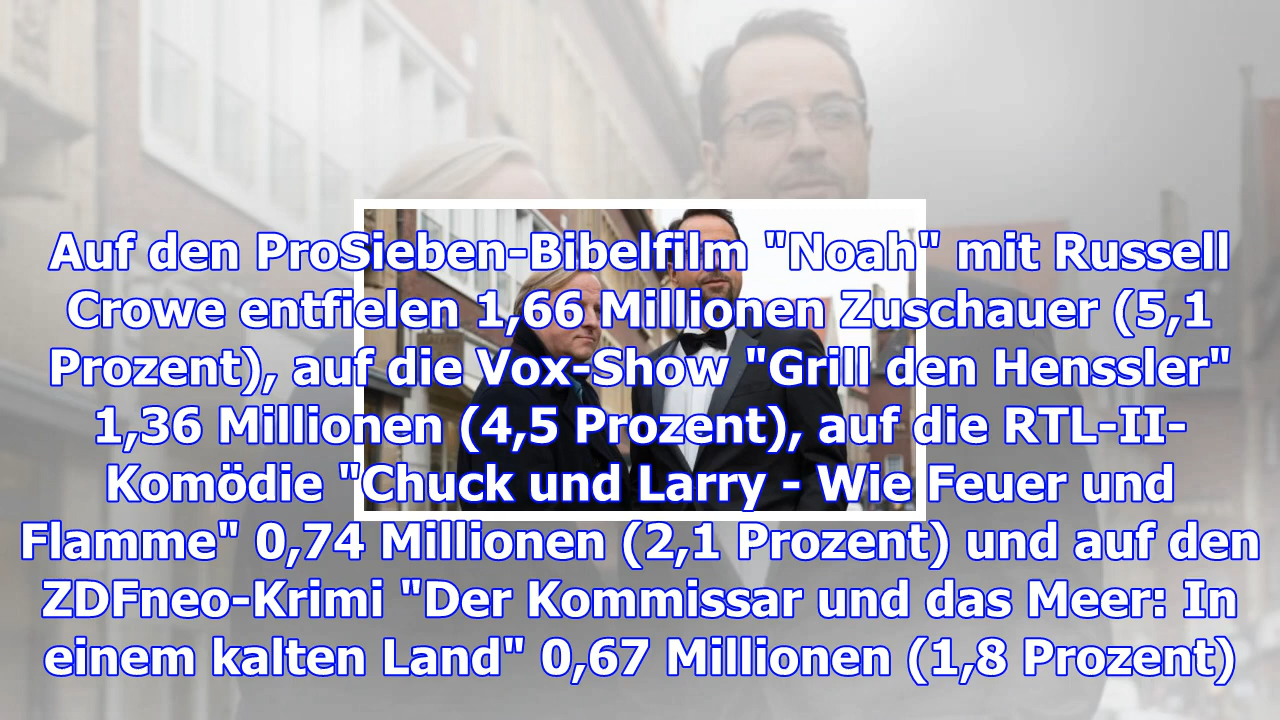 Auf den ProSieben-Bibelfilm "Noah" mit Russell
Crowe entfielen 1,66 Millionen Zuschauer (5,1
Prozent), auf die Vox-Show "Grill den Henssler"
1,36 Millionen (4,5 Prozent), auf die RTL-II-
Komödie "Chuck und Larry - Wie Feuer und
Flamme" 0,74 Millionen (2,1 Prozent) und auf den
ZDFneo-Krimi "Der Kommissar und das Meer: In
einem kalten Land" 0,67 Millionen (1,8 Prozent)